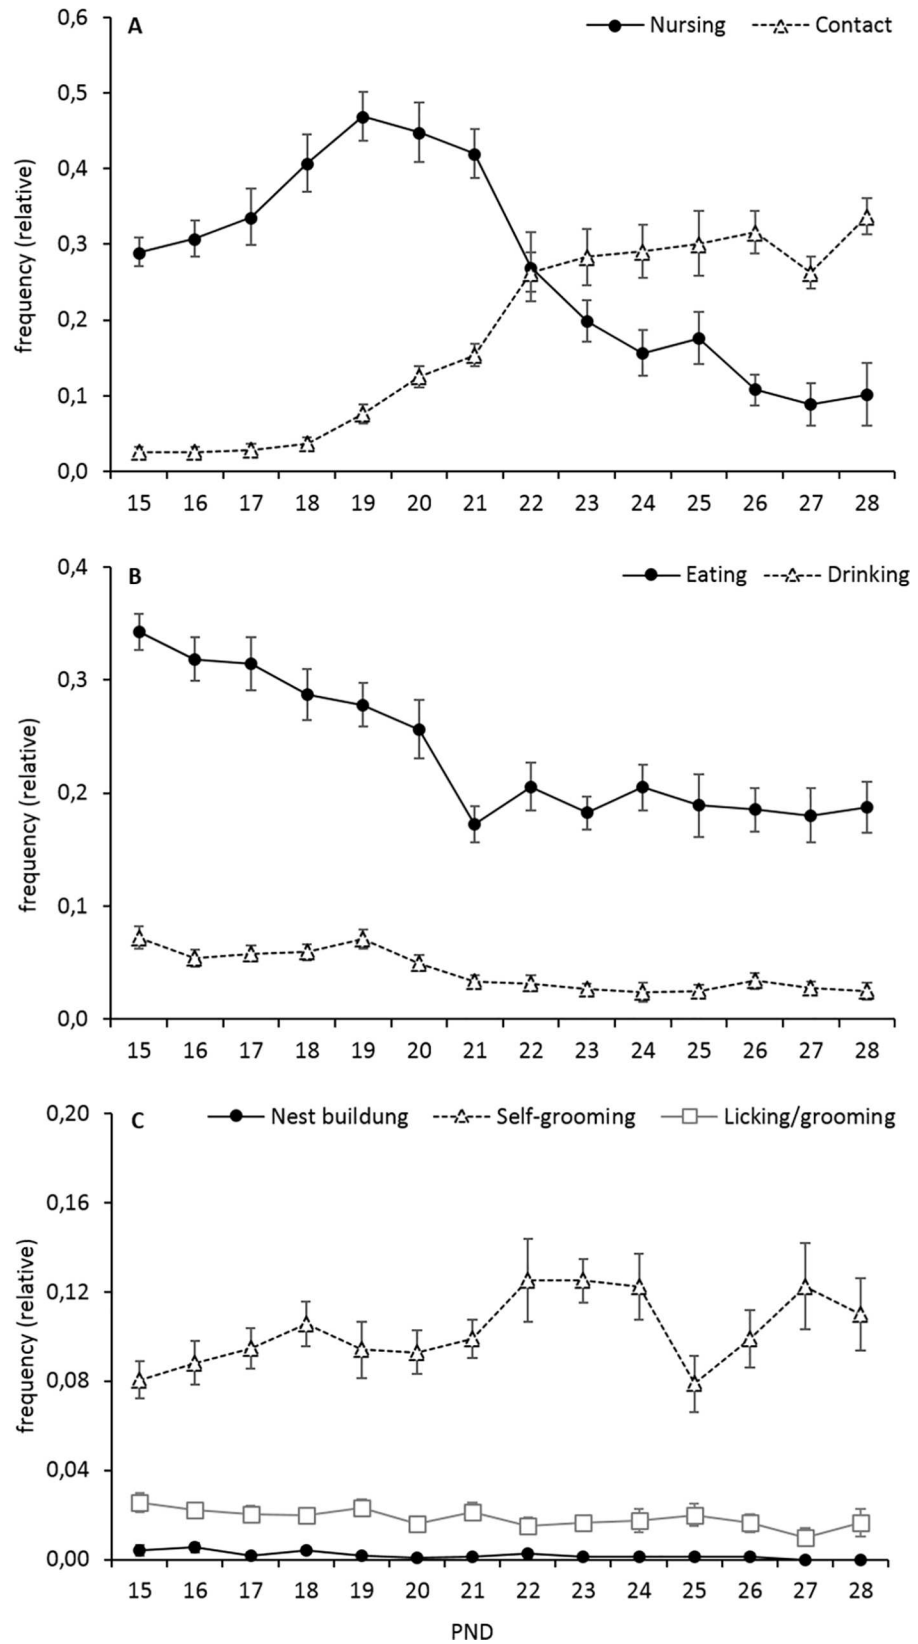 A Nursing Contact
0,6
0,5
0,4
0,3
0,2
0,1
0,0
frequency (relative)
15 16 17 18 19 20 21 22 23 24 25 26 27 28
B Eating Drinking
0,4
0,3
0,2
0,1
0,0
frequency (relative)
15 16 17 18 19 20 21 22 23 24 25 26 27 28
C Nest buildung Self-grooming Licking/grooming
0,20
0,16
0,12
0,08
0,04
0,00
frequency (relative)
15 16 17 18 19 20 21 22 23 24 25 26 27 28
PND